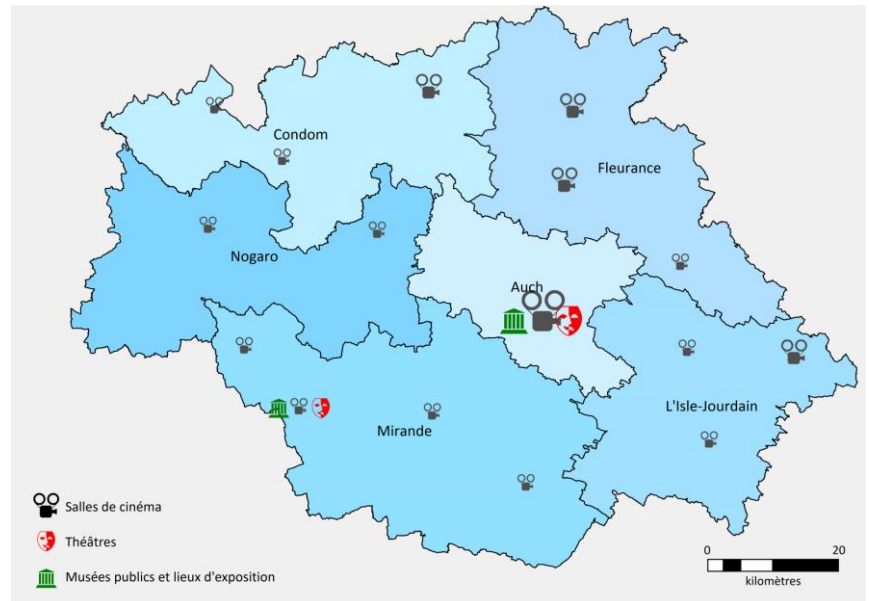 Condom
Fleurance
Nogaro
Auch
L'Isle-Jourdain
Mirande
Salles de cinéma
Théâtres
Musées publics et lieux d'exposition
0 20
kilomètres